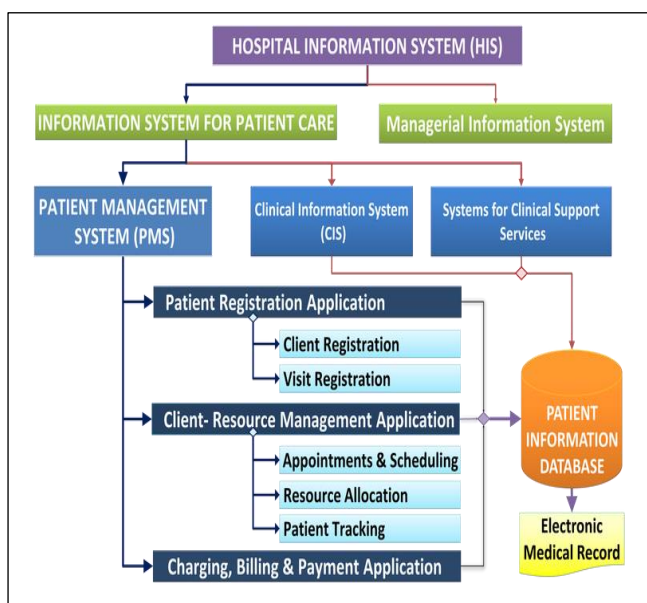 HOSPITAL INFORMATION SYSTEM (HIS)
INFORMATION SYSTEM FOR PATIENT CARE
Managerial Information System
PATIENT MANAGEMENT
SYSTEM (PMS)
Clinical Information System
(CIS)
Systems for Clinical Support
Services
Patient Registration Application
Client Registration
Visit Registration
Client- Resource Management Application
Appointments & Scheduling
Resource Allocation
Patient Tracking
Charging, Billing & Payment Application
PATIENT
INFORMATION
DATABASE
Electronic
Medical Record